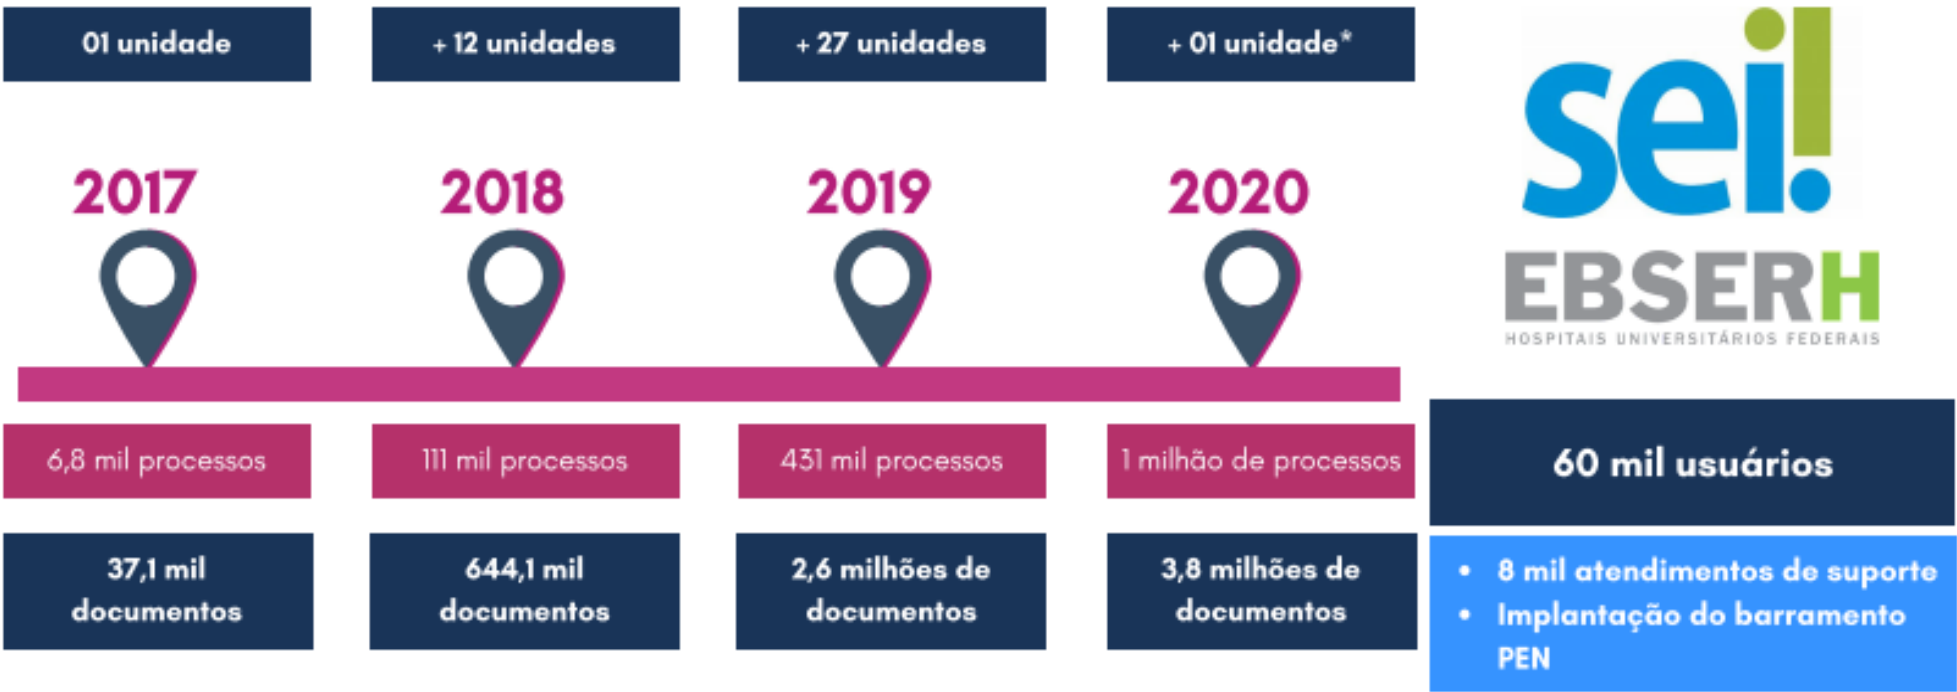 01 unidade
+ 12 unidades
+ 27 unidades
+ 01 unidade*
2017
2018
2019
2020
6,8 mil processos
111 mil processos
431 mil processos
1 milhão de processos
37,1 mil
documentos
644,1 mil
documentos
2,6 milhões de
documentos
3,8 milhões de
documentos
sei!
EBSERH
HOSPITAIS UNIVERSITÁRIOS FEDERAIS
60 mil usuários
• 8 mil atendimentos de suporte
• Implantação do barramento
PEN